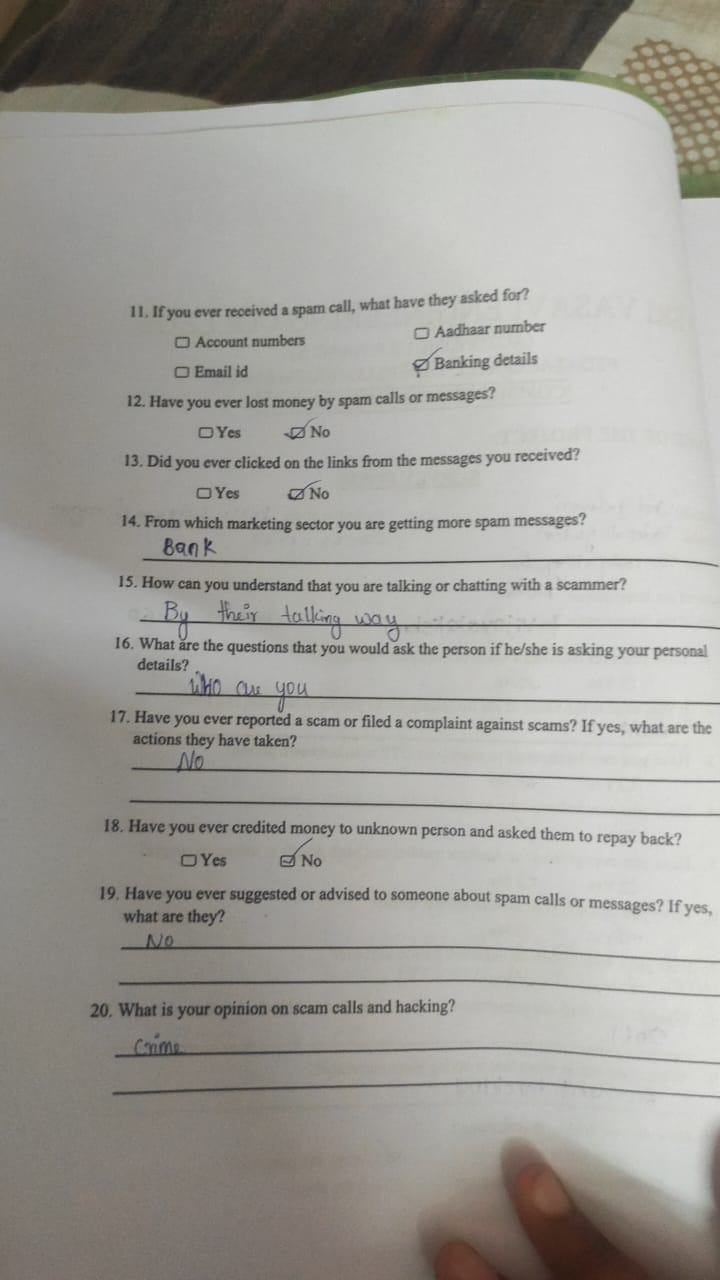 11. If you ever received a spam call, what have they asked for?
☐ Account numbers ☐ Aadhaar number
☐ Email id ☑ Banking details
12. Have you ever lost money by spam calls or messages?
☐ Yes ☑ No
13. Did you ever clicked on the links from the messages you received?
☐ Yes ☑ No
14. From which marketing sector you are getting more spam messages?
Bank
15. How can you understand that you are talking or chatting with a scammer?
By their talking way
16. What are the questions that you would ask the person if he/she is asking your personal
details?
WHO are you
17. Have you ever reported a scam or filed a complaint against scams? If yes, what are the
actions they have taken?
No
18. Have you ever credited money to unknown person and asked them to repay back?
☐ Yes ☑ No
19. Have you ever suggested or advised to someone about spam calls or messages? If yes,
what are they?
NO
20. What is your opinion on scam calls and hacking?
Crime